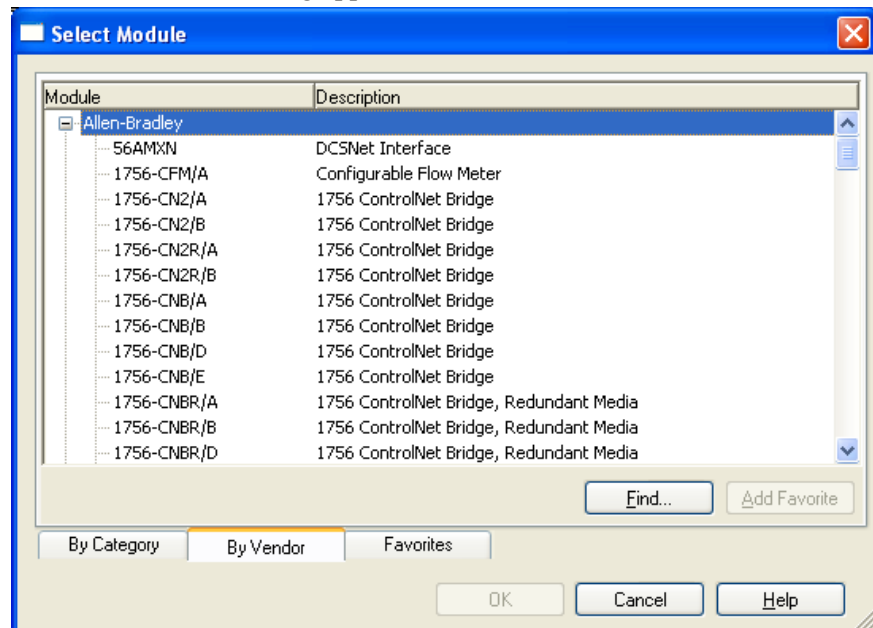 Select Module
Module Description
Allen-Bradley
56AMXN DCSNet Interface
1756-CFM/A Configurable Flow Meter
1756-CN2/A 1756 ControlNet Bridge
1756-CN2/B 1756 ControlNet Bridge
1756-CN2R/A 1756 ControlNet Bridge
1756-CN2R/B 1756 ControlNet Bridge
1756-CNB/A 1756 ControlNet Bridge
1756-CNB/B 1756 ControlNet Bridge
1756-CNB/D 1756 ControlNet Bridge
1756-CNB/E 1756 ControlNet Bridge
1756-CNBR/A 1756 ControlNet Bridge, Redundant Media
1756-CNBR/B 1756 ControlNet Bridge, Redundant Media
1756-CNBR/D 1756 ControlNet Bridge, Redundant Media
Find... Add Favorite
By Category By Vendor Favorites
OK Cancel Help